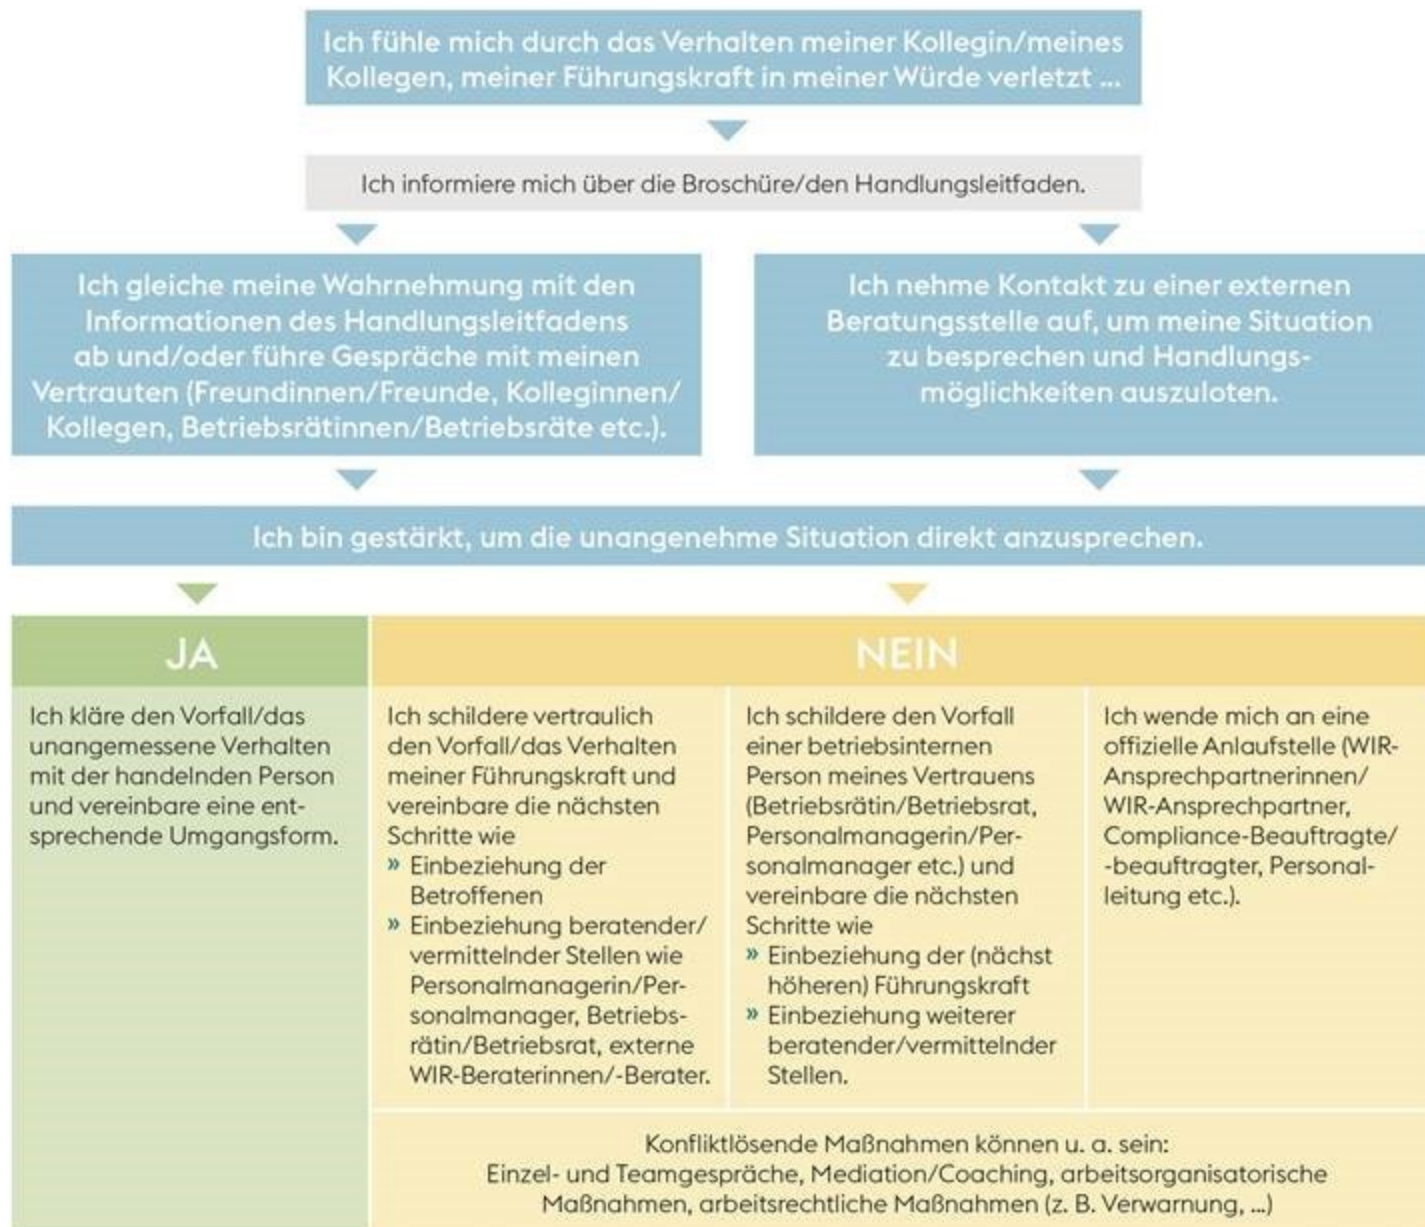 Ich fühle mich durch das Verhalten meiner Kollegin/meines
Kollegen, meiner Führungskraft in meiner Würde verletzt ...
Ich informiere mich über die Broschüre/den Handlungsleitfaden.
Ich gleiche meine Wahrnehmung mit den
Informationen des Handlungsleitfadens
ab und/oder führe Gespräche mit meinen
Vertrauten (Freundinnen/Freunde, Kolleginnen/
Kollegen, Betriebsrätinnen/Betriebsräte etc.).
Ich nehme Kontakt zu einer externen
Beratungsstelle auf, um meine Situation
zu besprechen und Handlungs-
möglichkeiten auszuloten.
Ich bin gestärkt, um die unangenehme Situation direkt anzusprechen.
JA
Ich kläre den Vorfall/das
unangemessene Verhalten
mit der handelnden Person
und vereinbare eine ent-
sprechende Umgangsform.
NEIN
Ich schildere vertraulich
den Vorfall/das Verhalten
meiner Führungskraft und
vereinbare die nächsten
Schritte wie
» Einbeziehung der
Betroffenen
» Einbeziehung beratender/
vermittelnder Stellen wie
Personalmanagerin/Per-
sonalmanager, Betriebs-
rätin/Betriebsrat, externe
WIR-Beraterinnen/-Berater.
Ich schildere den Vorfall
einer betriebsinternen
Person meines Vertrauens
(Betriebsrätin/Betriebsrat,
Personalmanagerin/Per-
sonalmanager etc.) und
vereinbare die nächsten
Schritte wie
» Einbeziehung der (nächst
höheren) Führungskraft
» Einbeziehung weiterer
beratender/vermittelnder
Stellen.
Ich wende mich an eine
offizielle Anlaufstelle (WIR-
Ansprechpartnerinnen/
WIR-Ansprechpartner,
Compliance-Beauftragte/
-beauftragter, Personal-
leitung etc.).
Konfliktlösende Maßnahmen können u. a. sein:
Einzel- und Teamgespräche, Mediation/Coaching, arbeitsorganisatorische
Maßnahmen, arbeitsrechtliche Maßnahmen (z. B. Verwarnung, ...)